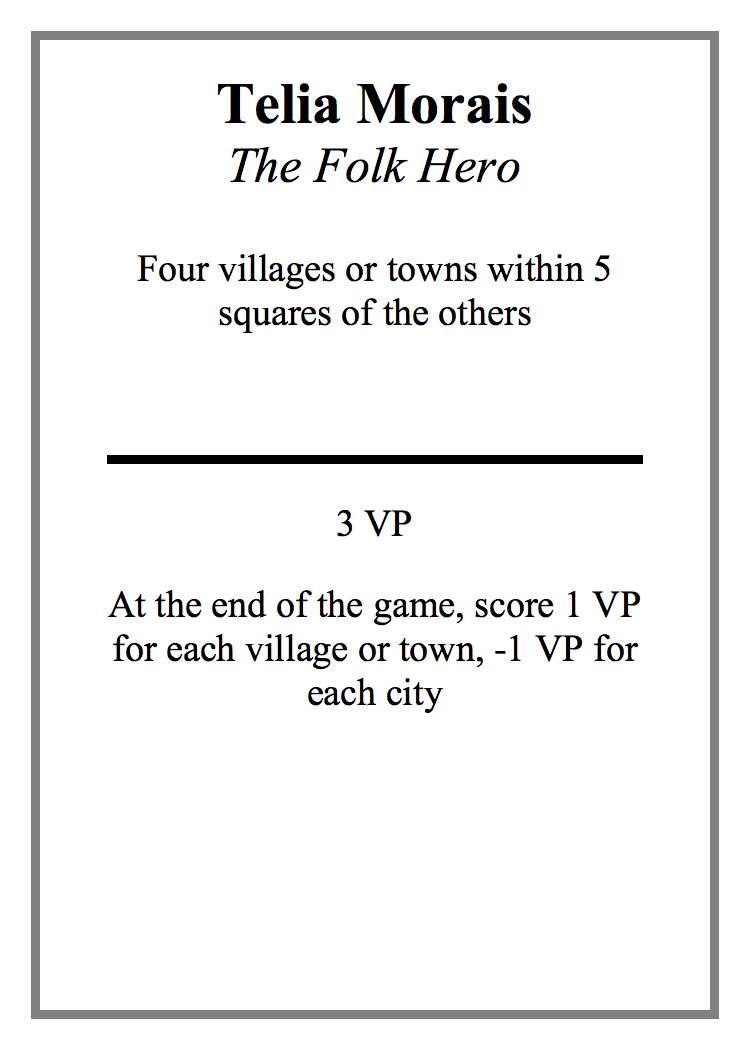 Telia Morais
The Folk Hero
Four villages or towns within 5
squares of the others
3 VP
At the end of the game, score 1 VP
for each village or town, -1 VP for
each city